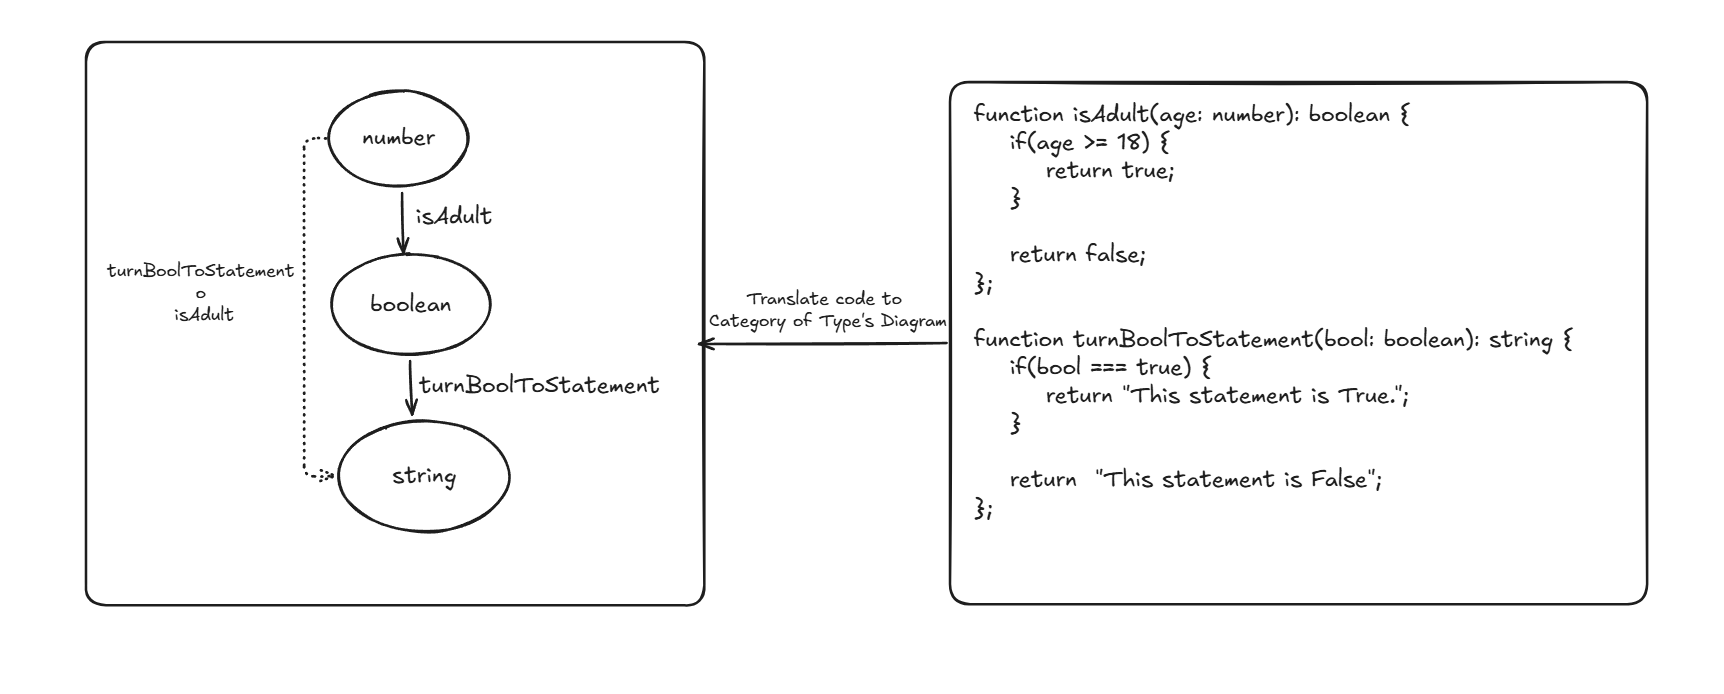 number
isAdult
turnBoolToStatement
o
isAdult
boolean
turnBoolToStatement
string
Translate code to
Category of Type's Diagram
function isAdult(age: number): boolean {
if(age >= 18) {
return true;
}
return false;
};
function turnBoolToStatement(bool: boolean): string {
if(bool === true) {
return "This statement is True.";
}
return "This statement is False";
};